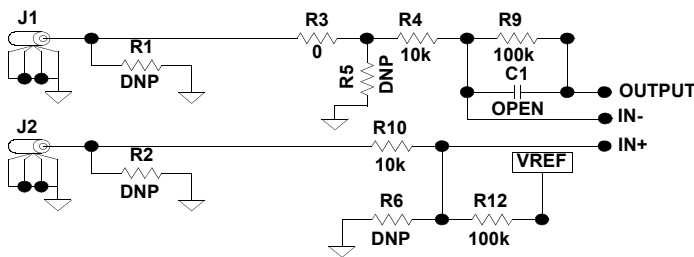 J1
R1
DNP
R3
0
R5
DNP
R4
10k
R9
100k
C1
OPEN
OUTPUT
IN-
IN+
J2
R2
DNP
R10
10k
VREF
R6
DNP
R12
100k